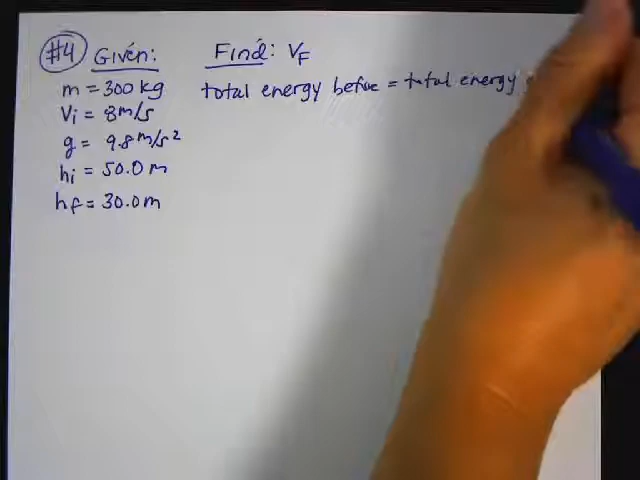 #4 Given: Find: VF
m = 300 kg total energy before = total energy
Vi = 8 m/s
g = 9.8 m/s²
hi = 50.0 m
hf = 30.0 m